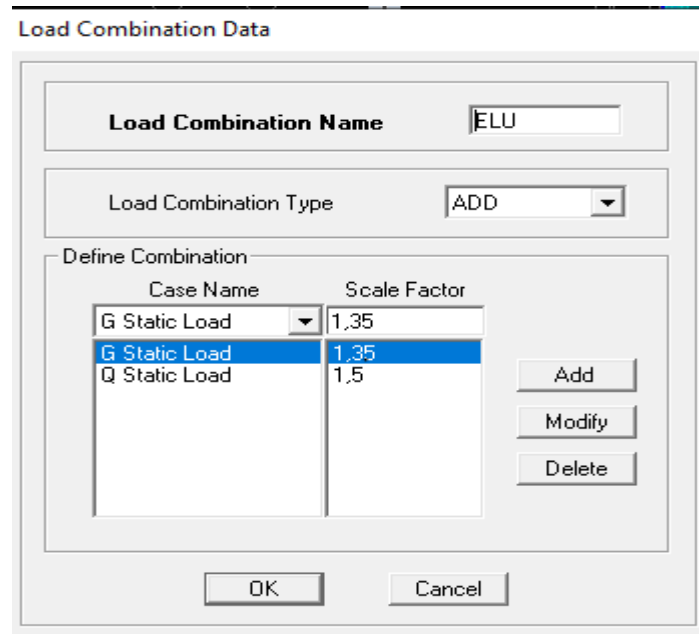 Load Combination Data
Load Combination Name ELU
Load Combination Type ADD
Define Combination
Case Name Scale Factor
G Static Load 1,35
G Static Load 1,35
Q Static Load 1,5
Add
Modify
Delete
OK Cancel